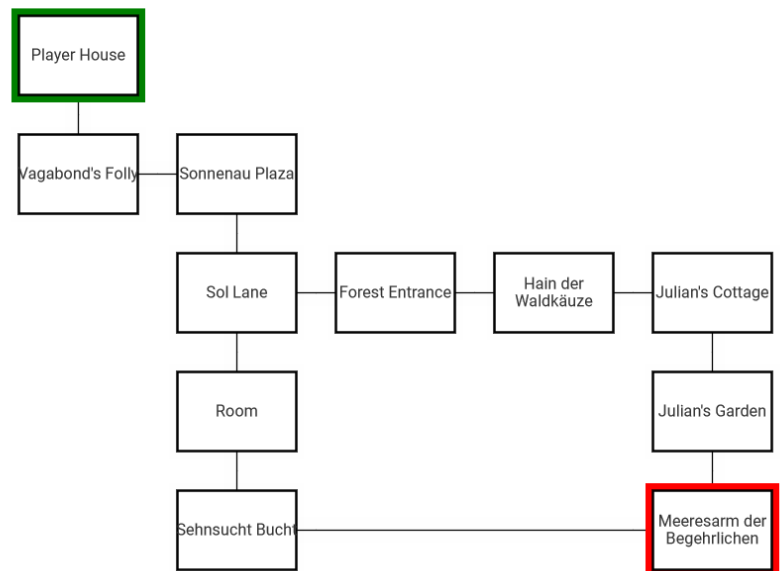 Player House
Vagabond's Folly
Sonnenau Plaza
Sol Lane
Forest Entrance
Hain der
Waldkäuze
Julian's Cottage
Room
Julian's Garden
Sehnsucht Bucht
Meeresarm der
Begehrlichen